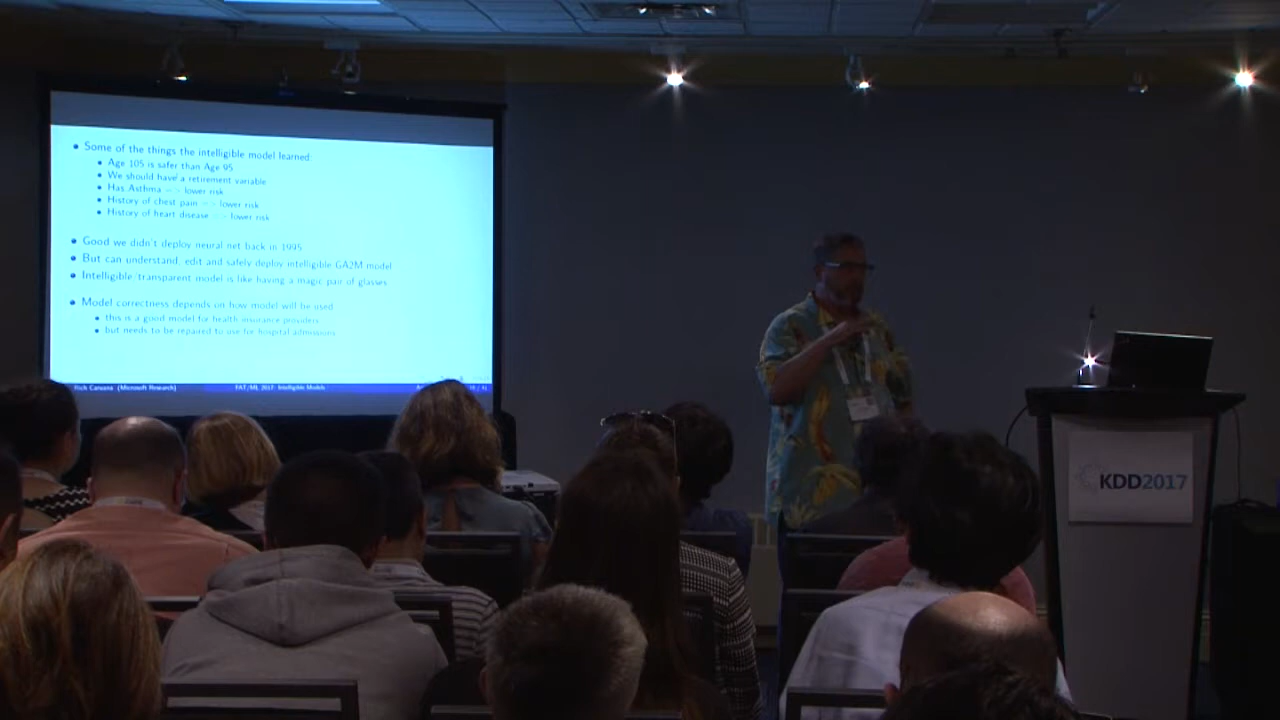 Some of the things the intelligible model learned:
Age 105 is safer than Age 95
We should have a retirement variable
Has Asthma => lower risk
History of chest pain => lower risk
History of heart disease => lower risk
Good we didn't deploy neural net back in 1995
But can understand, edit and safely deploy intelligible GA2M model
Intelligible/transparent model is like having a magic pair of glasses
Model correctness depends on how model will be used
this is a good model for health insurance providers
but needs to be repaired to use for hospital admissions
Rich Caruana (Microsoft Research) FAT/ML 2017: Intelligible Models
KDD2017